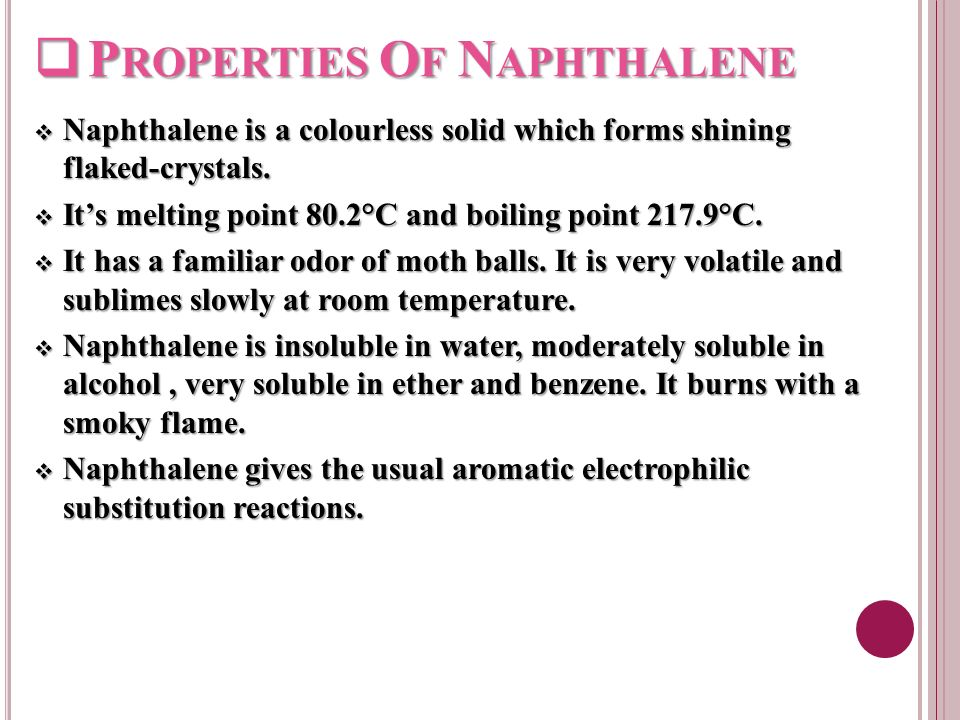 ❑ PROPERTIES OF NAPHTHALENE
❖ Naphthalene is a colourless solid which forms shining
flaked-crystals.
❖ It’s melting point 80.2°C and boiling point 217.9°C.
❖ It has a familiar odor of moth balls. It is very volatile and
sublimes slowly at room temperature.
❖ Naphthalene is insoluble in water, moderately soluble in
alcohol , very soluble in ether and benzene. It burns with a
smoky flame.
❖ Naphthalene gives the usual aromatic electrophilic
substitution reactions.